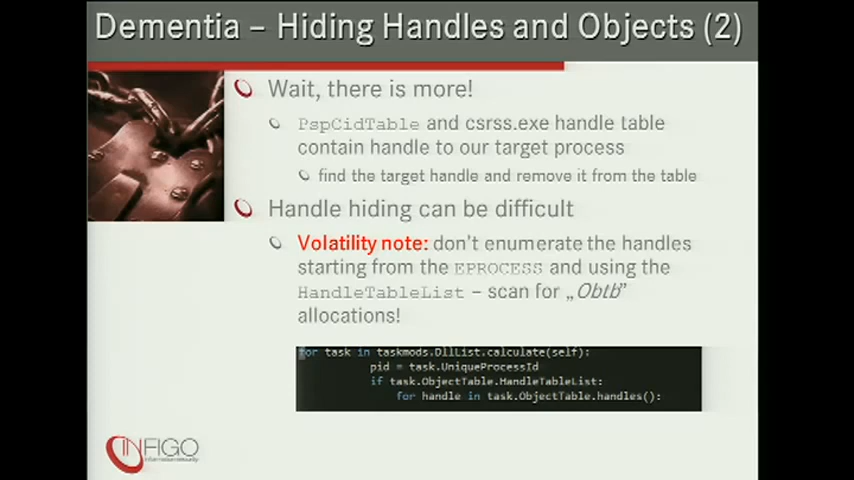 Dementia – Hiding Handles and Objects (2)
Wait, there is more!
PspCidTable and csrss.exe handle table
contain handle to our target process
find the target handle and remove it from the table
Handle hiding can be difficult
Volatility note: don't enumerate the handles
starting from the EPROCESS and using the
HandleTableList – scan for „Obtb”
allocations!
for task in taskmods.DllList.calculate(self):
pid = task.UniqueProcessId
if task.ObjectTable.HandleTableList:
for handle in task.ObjectTable.handles():
INFIGO